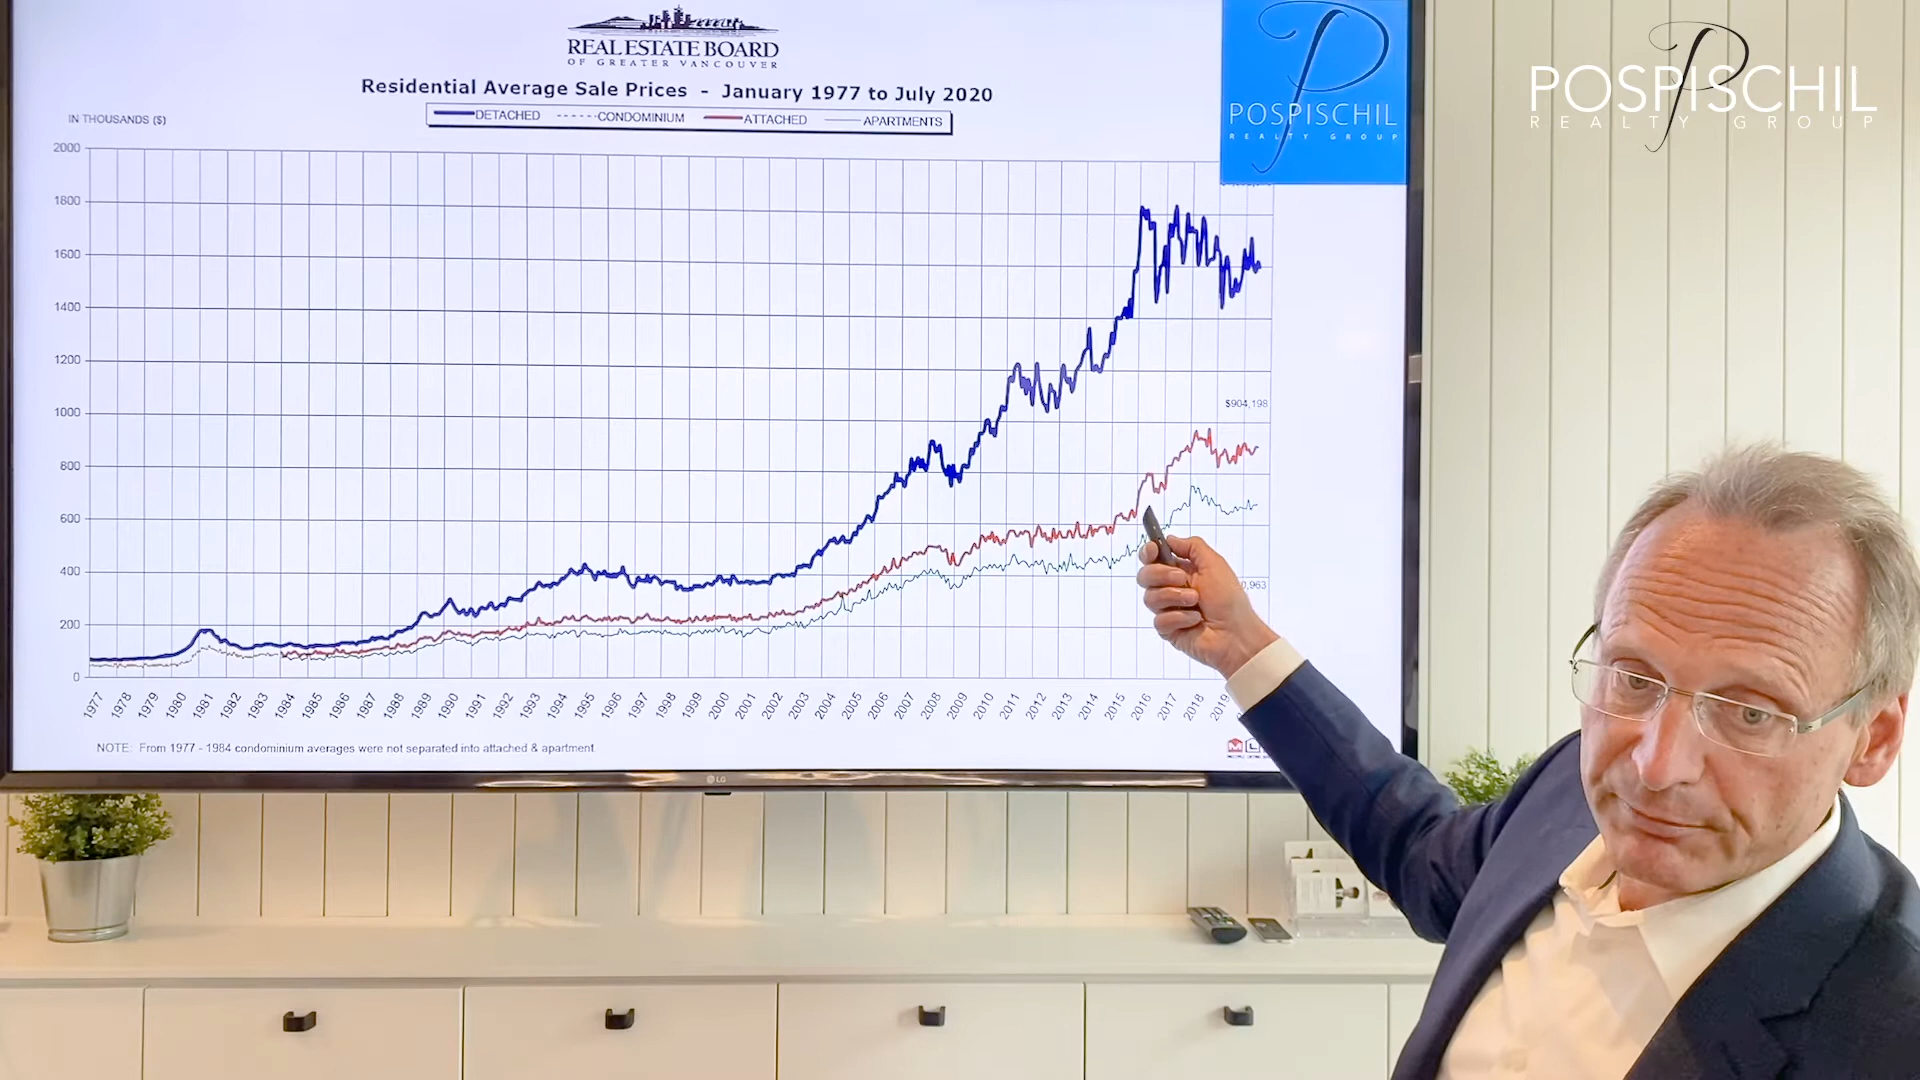 REAL ESTATE BOARD
OF GREATER VANCOUVER
Residential Average Sale Prices - January 1977 to July 2020
IN THOUSANDS ($)
DETACHED CONDOMINIUM ATTACHED APARTMENTS
2000
1800
1600
1400
1200
1000
800
600
400
200
0
$904,198
,963
1977 1978 1979 1980 1981 1982 1983 1984 1985 1986 1987 1988 1989 1990 1991 1992 1993 1994 1995 1996 1997 1998 1999 2000 2001 2002 2003 2004 2005 2006 2007 2008 2009 2010 2011 2012 2013 2014 2015 2016 2017 2018 2019
NOTE: From 1977 - 1984 condominium averages were not separated into attached & apartment.
POSPISCHIL
REALTY GROUP
POSPISCHIL
REALTY GROUP
LG